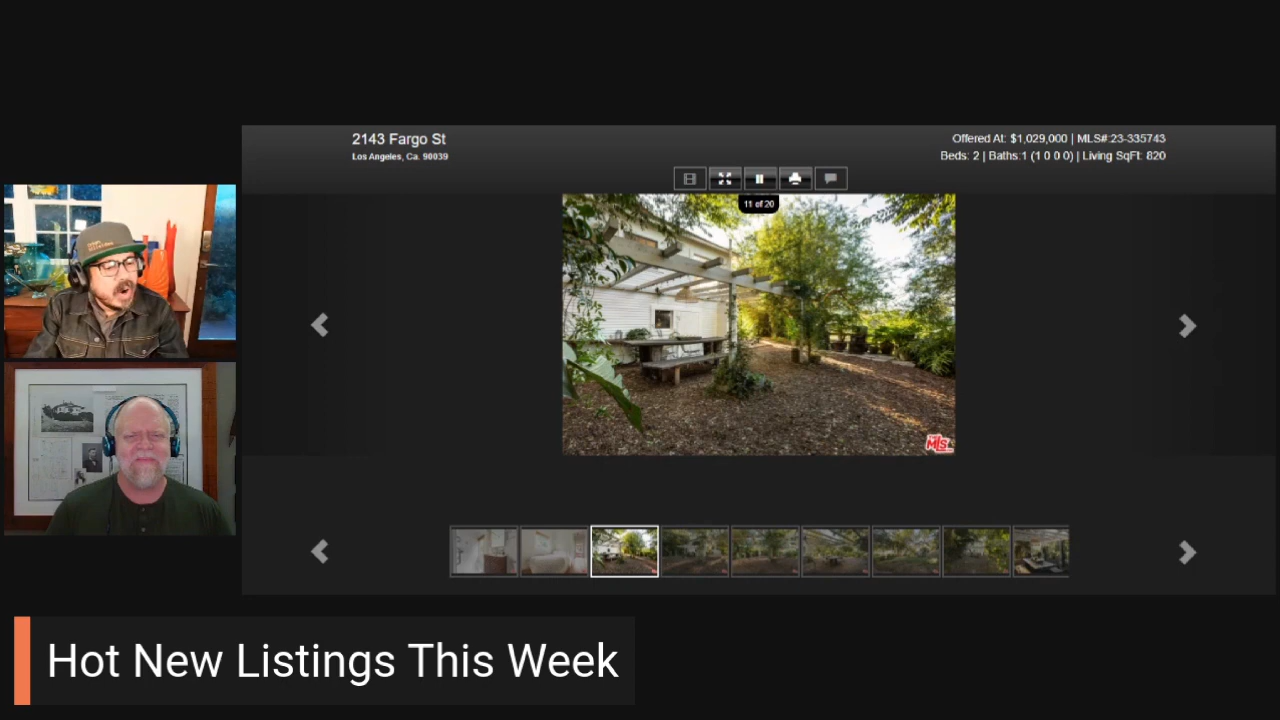 2143 Fargo St
Los Angeles, Ca. 90039
Offered At: $1,029,000 | MLS#:23-335743
Beds: 2 | Baths:1 (1 0 0 0) | Living SqFt: 820
11 of 20
MLS
Hot New Listings This Week